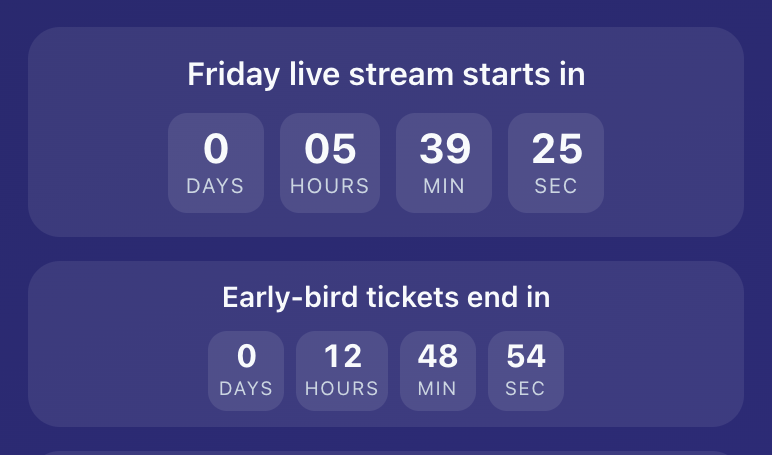 Friday live stream starts in
0 05 39 25
DAYS HOURS MIN SEC
Early-bird tickets end in
0 12 48 54
DAYS HOURS MIN SEC